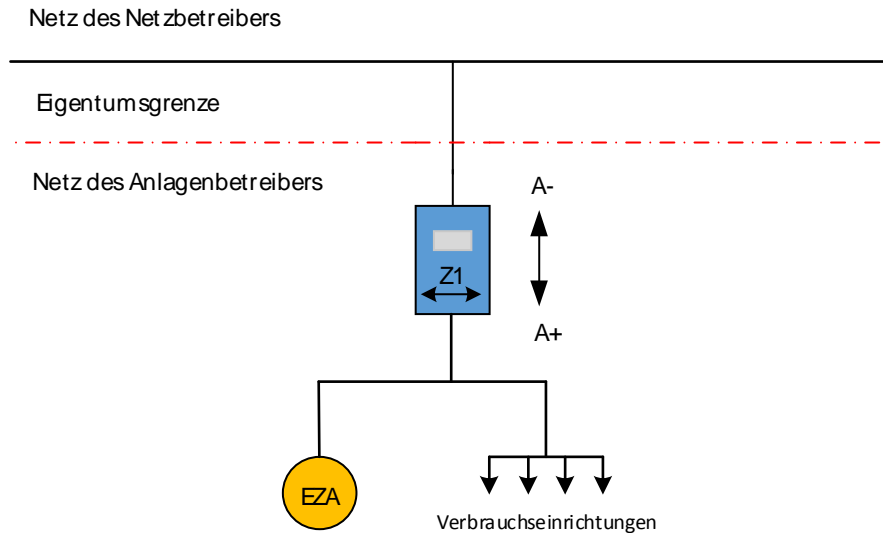 Netz des Netzbetreibers
Eigentumsgrenze
Netz des Anlagenbetreibers
A-
Z1
A+
EZA
Verbrauchseinrichtungen